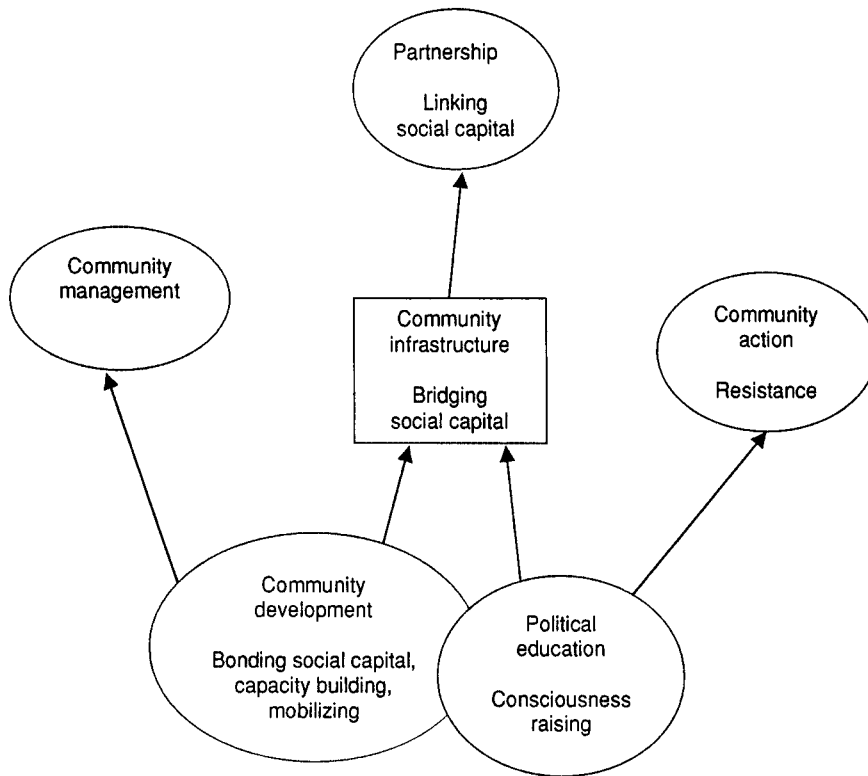 Partnership
Linking
social capital
Community
management
Community
infrastructure
Bridging
social capital
Community
action
Resistance
Community
development
Bonding social capital,
capacity building,
mobilizing
Political
education
Consciousness
raising